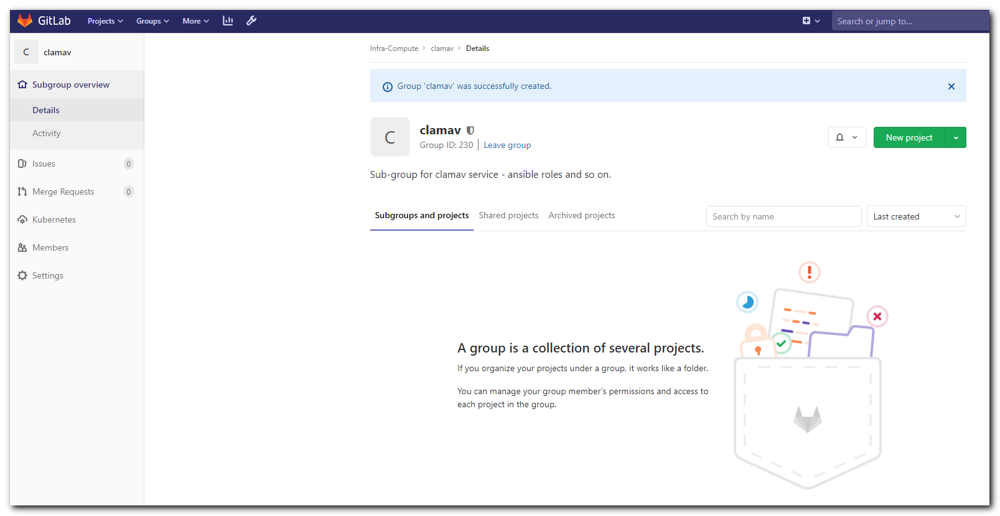 GitLab Projects Groups More Search or jump to...
C clamav
Subgroup overview
Details
Activity
Issues 0
Merge Requests 0
Kubernetes
Members
Settings
Infra-Compute > clamav > Details
Group 'clamav' was successfully created.
C
clamav
Group ID: 230 | Leave group
New project
Sub-group for clamav service - ansible roles and so on.
Subgroups and projects Shared projects Archived projects Search by name Last created
A group is a collection of several projects.
If you organize your projects under a group, it works like a folder.
You can manage your group member’s permissions and access to
each project in the group.